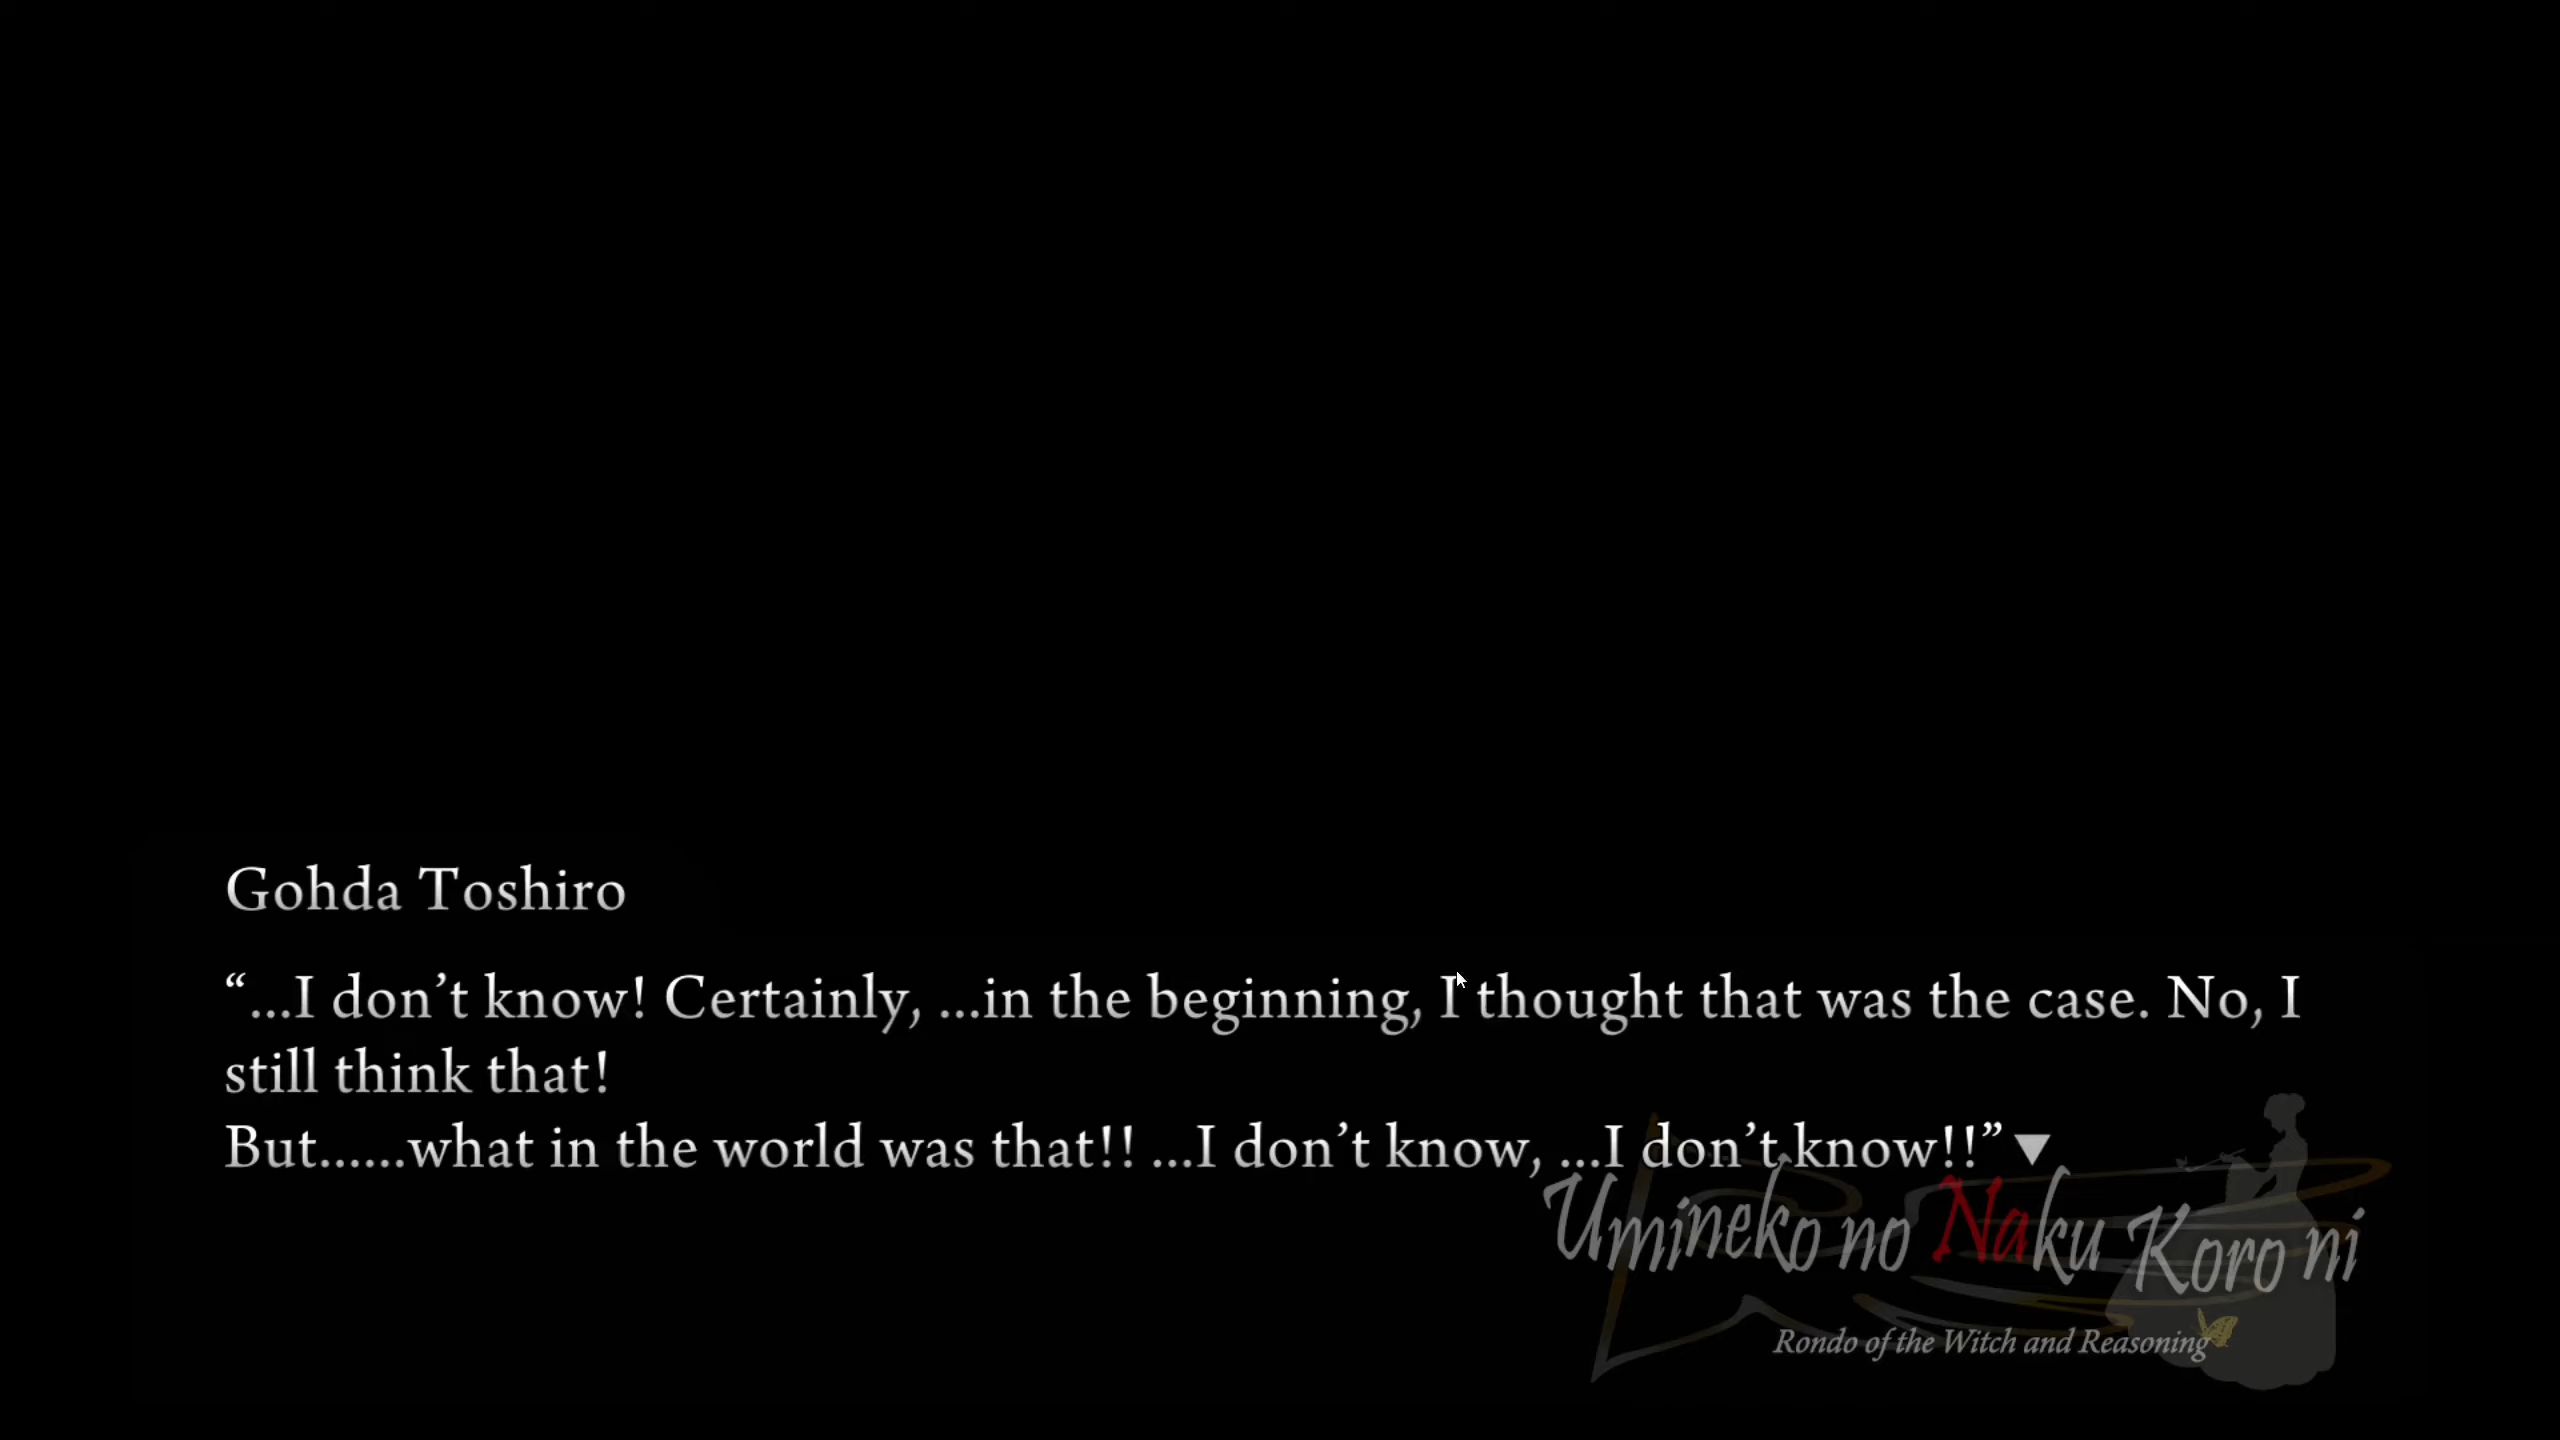 Gohda Toshiro
“...I don’t know! Certainly, ...in the beginning, I thought that was the case. No, I
still think that!
But......what in the world was that!! ...I don’t know, ...I don’t know!!”
Umineko no Naku Koro ni
Rondo of the Witch and Reasoning